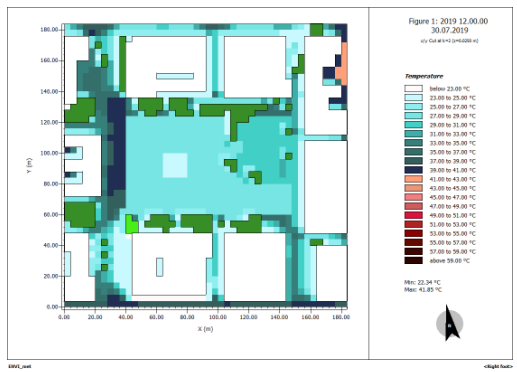 Figure 1: 2019 12.00.00
30.07.2019
x/y Cut at k=3 (z=0.8000 m)
Temperature
below 23.00 °C
23.00 to 25.00 °C
25.00 to 27.00 °C
27.00 to 29.00 °C
29.00 to 31.00 °C
31.00 to 33.00 °C
33.00 to 35.00 °C
35.00 to 37.00 °C
37.00 to 39.00 °C
39.00 to 41.00 °C
41.00 to 43.00 °C
43.00 to 45.00 °C
45.00 to 47.00 °C
47.00 to 49.00 °C
49.00 to 51.00 °C
51.00 to 53.00 °C
53.00 to 55.00 °C
55.00 to 57.00 °C
57.00 to 59.00 °C
above 59.00 °C
Min: 22.34 °C
Max: 41.85 °C
180.00
160.00
140.00
120.00
100.00
80.00
60.00
40.00
20.00
0.00
Y (m)
0.00 20.00 40.00 60.00 80.00 100.00 120.00 140.00 160.00 180.00
X (m)
N
ENVI_met
<Right foot>